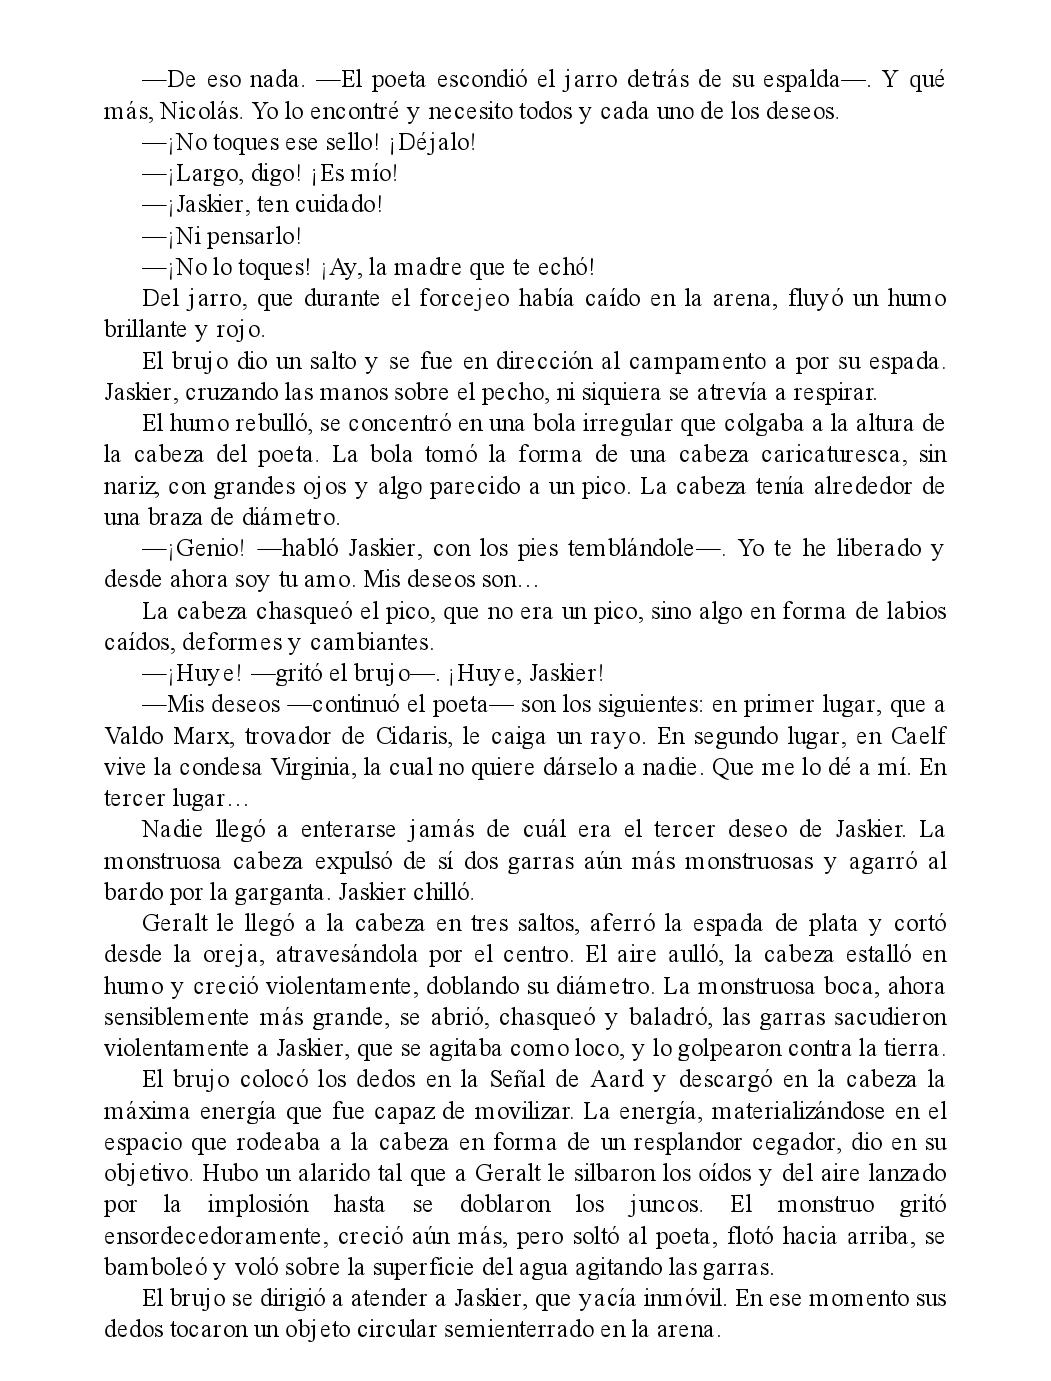 —De eso nada. —El poeta escondió el jarro detrás de su espalda—. Y qué
más, Nicolás. Yo lo encontré y necesito todos y cada uno de los deseos.
—¡No toques ese sello! ¡Déjalo!
—¡Largo, digo! ¡Es mío!
—¡Jaskier, ten cuidado!
—¡Ni pensarlo!
—¡No lo toques! ¡Ay, la madre que te echó!
Del jarro, que durante el forcejeo había caído en la arena, fluyó un humo
brillante y rojo.
El brujo dio un salto y se fue en dirección al campamento a por su espada.
Jaskier, cruzando las manos sobre el pecho, ni siquiera se atrevía a respirar.
El humo rebulló, se concentró en una bola irregular que colgaba a la altura de
la cabeza del poeta. La bola tomó la forma de una cabeza caricaturesca, sin
nariz, con grandes ojos y algo parecido a un pico. La cabeza tenía alrededor de
una braza de diámetro.
—¡Genio! —habló Jaskier, con los pies temblándole—. Yo te he liberado y
desde ahora soy tu amo. Mis deseos son…
La cabeza chasqueó el pico, que no era un pico, sino algo en forma de labios
caídos, deformes y cambiantes.
—¡Huye! —gritó el brujo—. ¡Huye, Jaskier!
—Mis deseos —continuó el poeta— son los siguientes: en primer lugar, que a
Valdo Marx, trovador de Cidaris, le caiga un rayo. En segundo lugar, en Caelf
vive la condesa Virginia, la cual no quiere dárselo a nadie. Que me lo dé a mí. En
tercer lugar…
Nadie llegó a enterarse jamás de cuál era el tercer deseo de Jaskier. La
monstruosa cabeza expulsó de sí dos garras aún más monstruosas y agarró al
bardo por la garganta. Jaskier chilló.
Geralt le llegó a la cabeza en tres saltos, aferró la espada de plata y cortó
desde la oreja, atravesándola por el centro. El aire aulló, la cabeza estalló en
humo y creció violentamente, doblando su diámetro. La monstruosa boca, ahora
sensiblemente más grande, se abrió, chasqueó y baladró, las garras sacudieron
violentamente a Jaskier, que se agitaba como loco, y lo golpearon contra la tierra.
El brujo colocó los dedos en la Señal de Aard y descargó en la cabeza la
máxima energía que fue capaz de movilizar. La energía, materializándose en el
espacio que rodeaba a la cabeza en forma de un resplandor cegador, dio en su
objetivo. Hubo un alarido tal que a Geralt le silbaron los oídos y del aire lanzado
por la implosión hasta se doblaron los juncos. El monstruo gritó
ensordecedoramente, creció aún más, pero soltó al poeta, flotó hacia arriba, se
bamboleó y voló sobre la superficie del agua agitando las garras.
El brujo se dirigió a atender a Jaskier, que yacía inmóvil. En ese momento sus
dedos tocaron un objeto circular semienterrado en la arena.